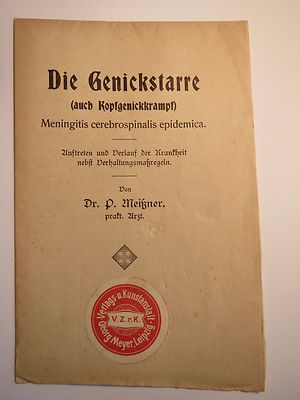 Die Genickstarre
(auch Kopfgenickkrampf)
Meningitis cerebrospinalis epidemica.
Auftreten und Verlauf der Krankheit
nebst Verhaltungsmaßregeln.
Von
Dr. P. Meißner.
prakt. Arzt.
Verlags-u.Kunstanstalt
V.Z.r.K.
Georg Meyer, Leipzig